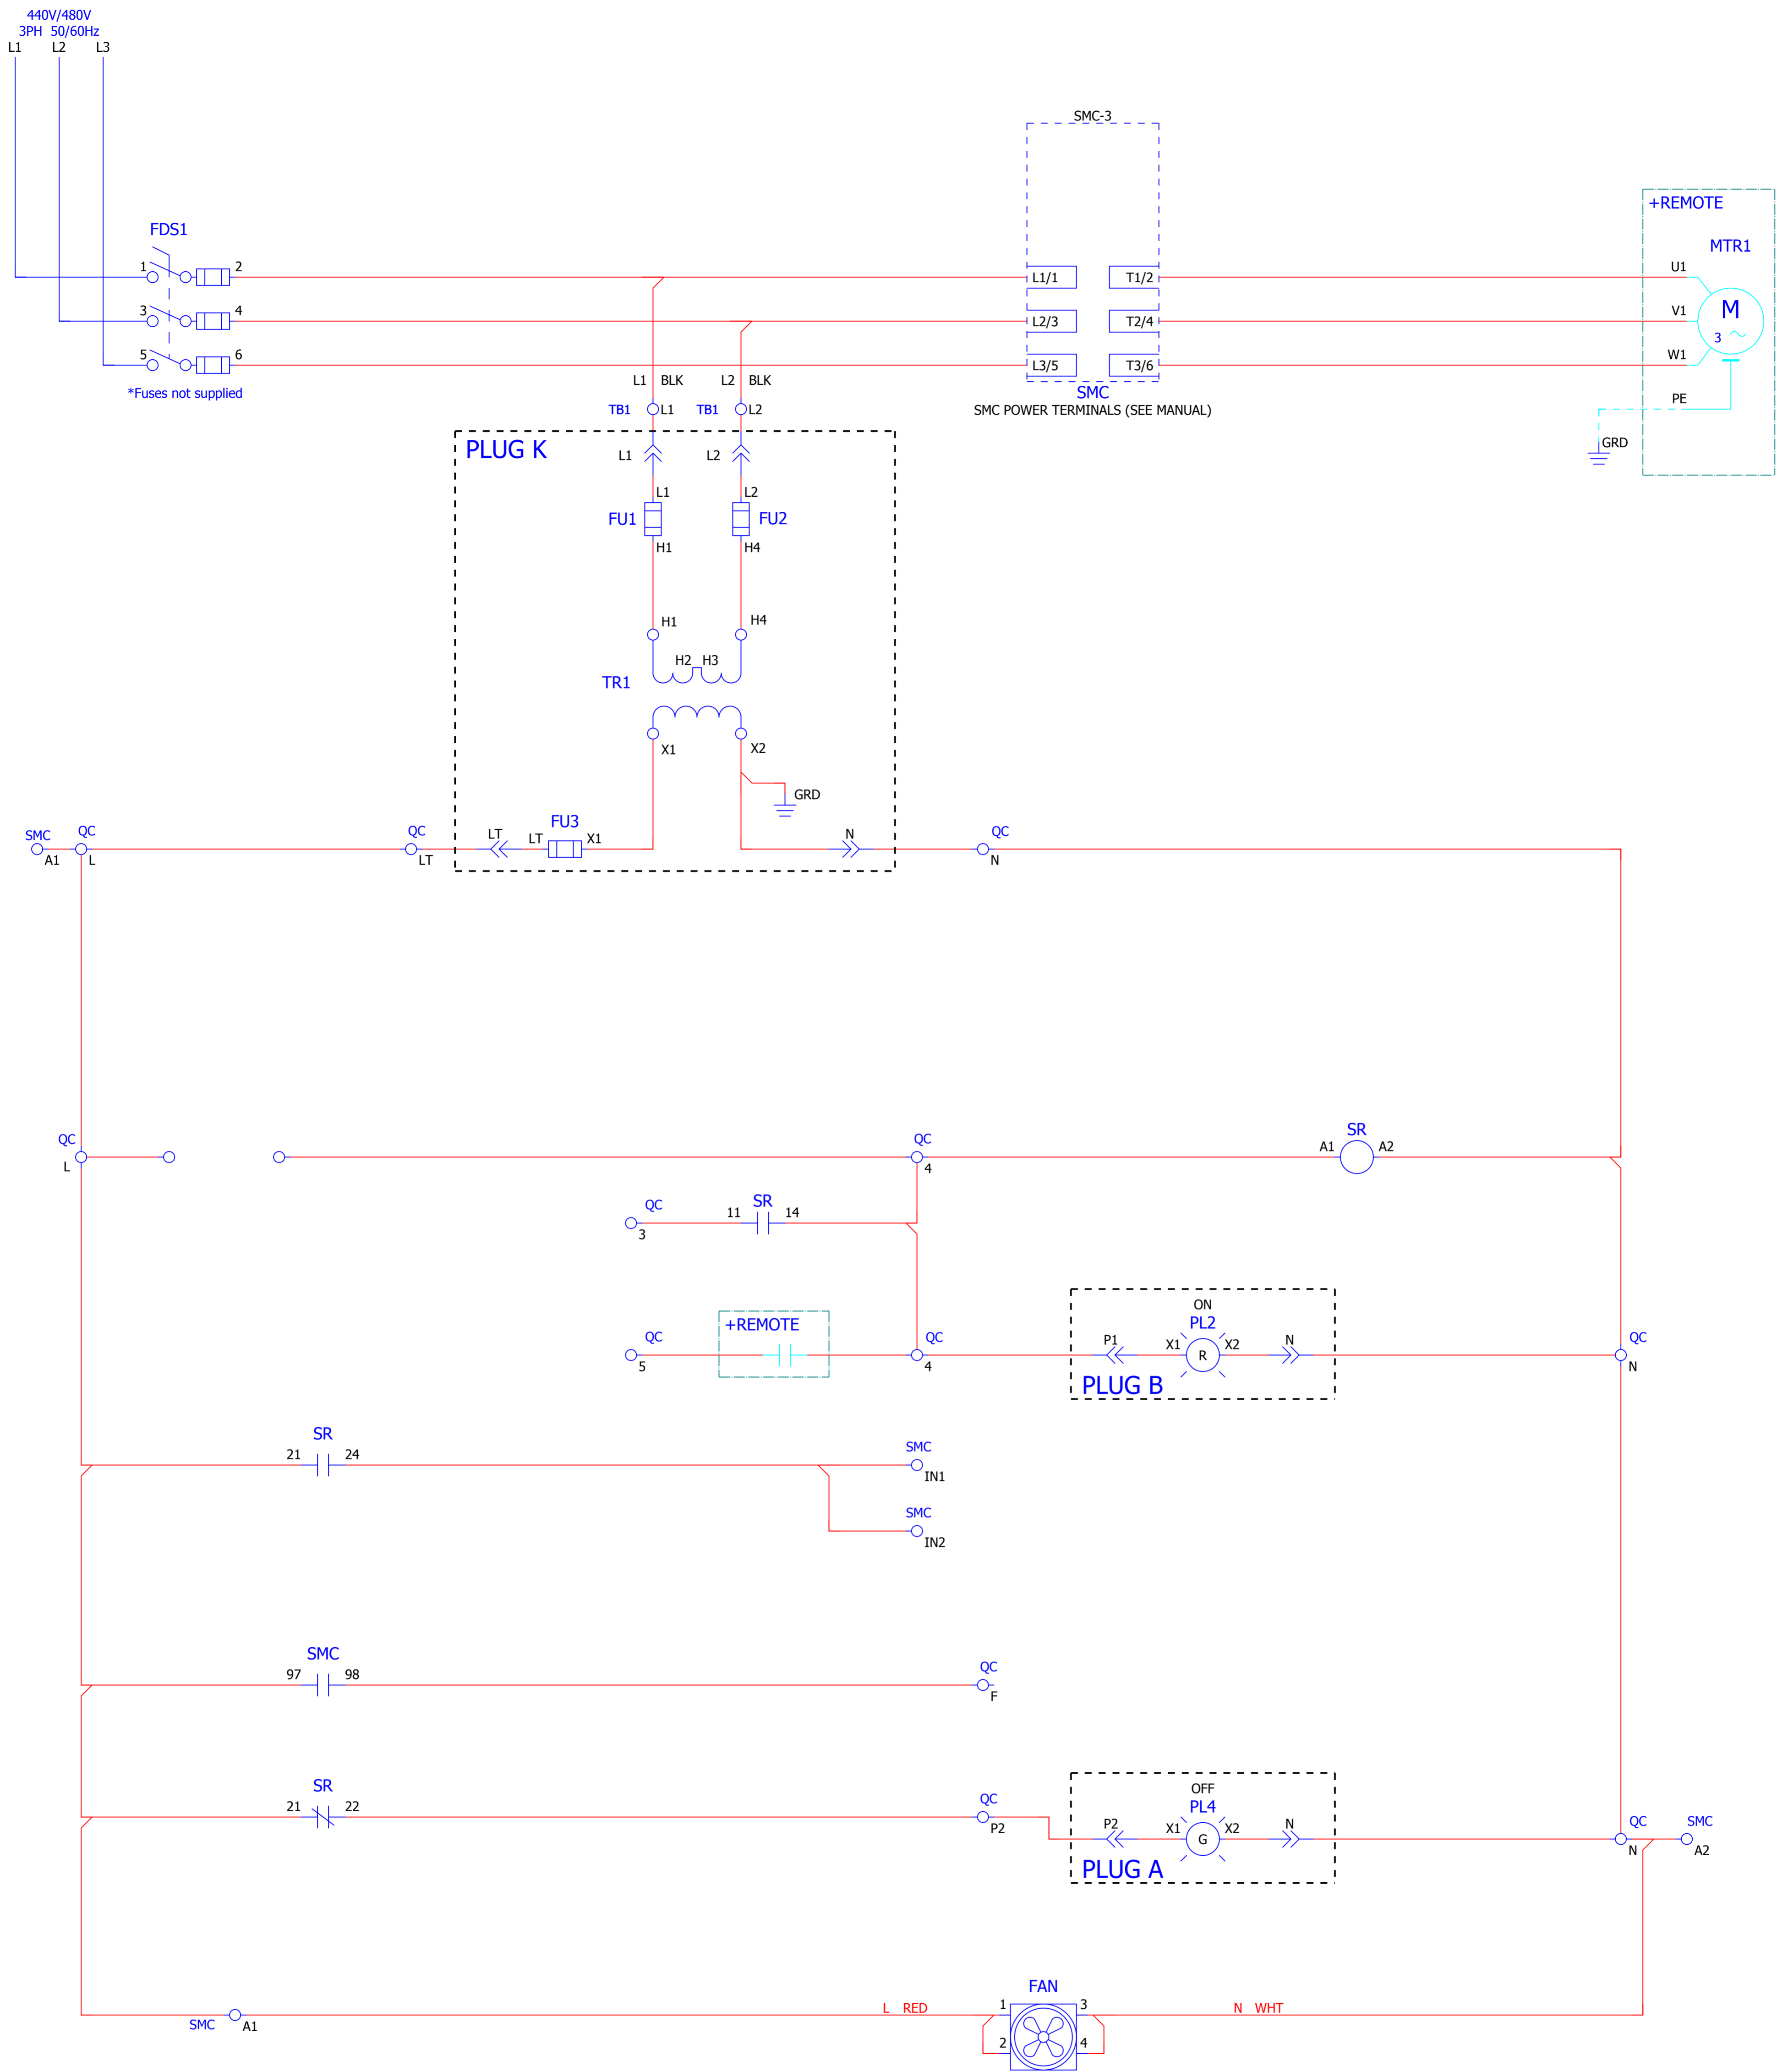 440V/480V
3PH 50/60Hz
L1 L2 L3
SMC-3
+REMOTE
MTR1
FDS1
1 2
L1/1 T1/2
U1
3 4
L2/3 T2/4
V1
M
3
5 6
L3/5 T3/6
W1
*Fuses not supplied
SMC
SMC POWER TERMINALS (SEE MANUAL)
PE
GRD
L1 BLK L2 BLK
TB1 L1 TB1 L2
PLUG K
L1 L2
L1 L2
FU1 FU2
H1 H4
H1 H4
H2 H3
TR1
X1 X2
GRD
SMC QC QC
LT LT FU3 X1
N
QC
A1 L LT N
QC
L
QC
4
A1 SR A2
QC
3
11 SR 14
QC
5
+REMOTE
QC
4
ON
PL2
P1 X1 R X2 N
PLUG B
QC
N
SR
21 24
SMC
IN1
SMC
IN2
SMC
97 98
QC
F
SR
21 22
QC
P2
OFF
PL4
P2 X1 G X2 N
PLUG A
QC
N
SMC
A2
SMC A1
L RED
FAN
1 3
2 4
N WHT